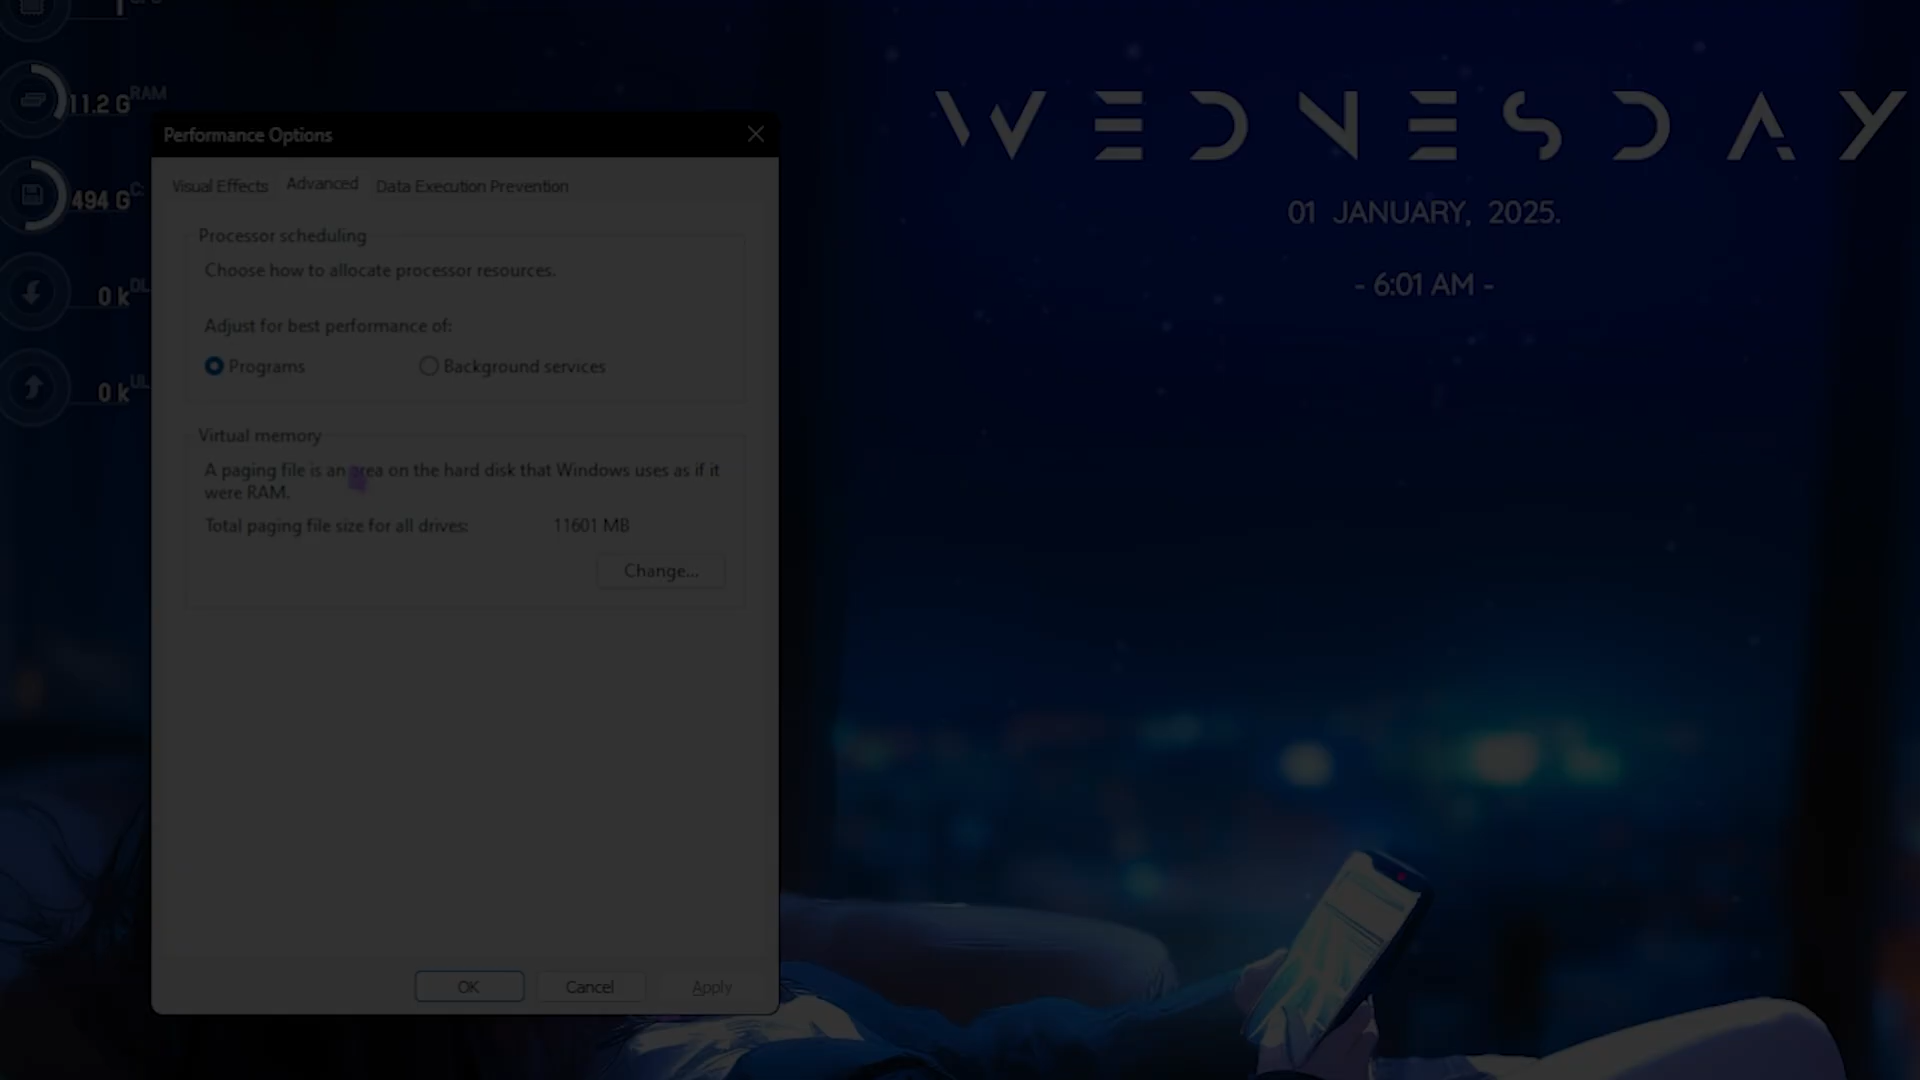 RAM
11.2 G
C:
494 G
DL
0 k
UL
0 k
Performance Options
Visual Effects
Advanced
Data Execution Prevention
Processor scheduling
Choose how to allocate processor resources.
Adjust for best performance of:
Programs
Background services
Virtual memory
A paging file is an area on the hard disk that Windows uses as if it
were RAM.
Total paging file size for all drives:
11601 MB
Change...
OK
Cancel
Apply
WEDNESDAY
01 JANUARY, 2025.
- 6:01 AM -